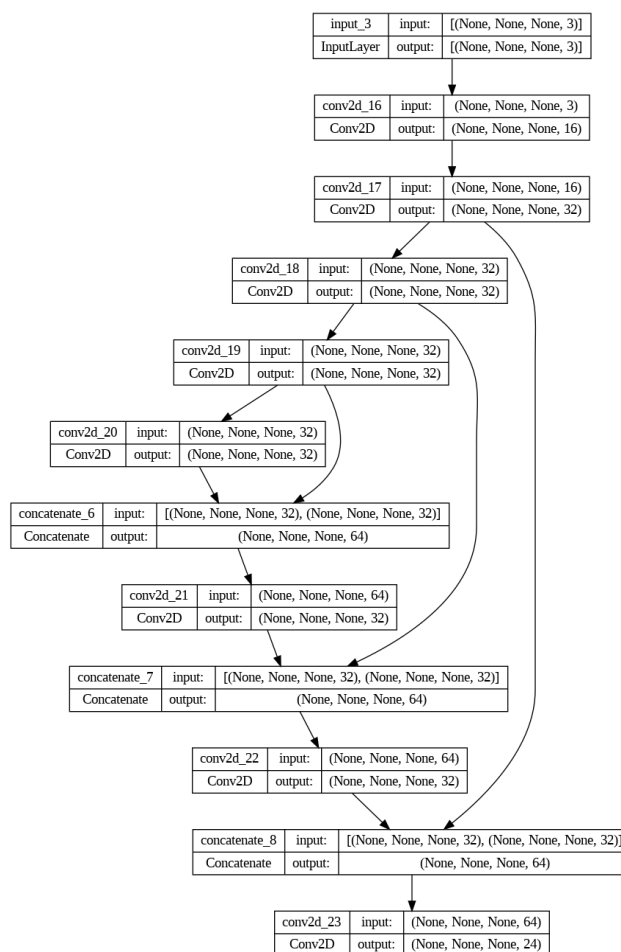 input_3 input: [(None, None, None, 3)]
InputLayer output: [(None, None, None, 3)]
conv2d_16 input: (None, None, None, 3)
Conv2D output: (None, None, None, 16)
conv2d_17 input: (None, None, None, 16)
Conv2D output: (None, None, None, 32)
conv2d_18 input: (None, None, None, 32)
Conv2D output: (None, None, None, 32)
conv2d_19 input: (None, None, None, 32)
Conv2D output: (None, None, None, 32)
conv2d_20 input: (None, None, None, 32)
Conv2D output: (None, None, None, 32)
concatenate_6 input: [(None, None, None, 32), (None, None, None, 32)]
Concatenate output: (None, None, None, 64)
conv2d_21 input: (None, None, None, 64)
Conv2D output: (None, None, None, 32)
concatenate_7 input: [(None, None, None, 32), (None, None, None, 32)]
Concatenate output: (None, None, None, 64)
conv2d_22 input: (None, None, None, 64)
Conv2D output: (None, None, None, 32)
concatenate_8 input: [(None, None, None, 32), (None, None, None, 32)]
Concatenate output: (None, None, None, 64)
conv2d_23 input: (None, None, None, 64)
Conv2D output: (None, None, None, 24)